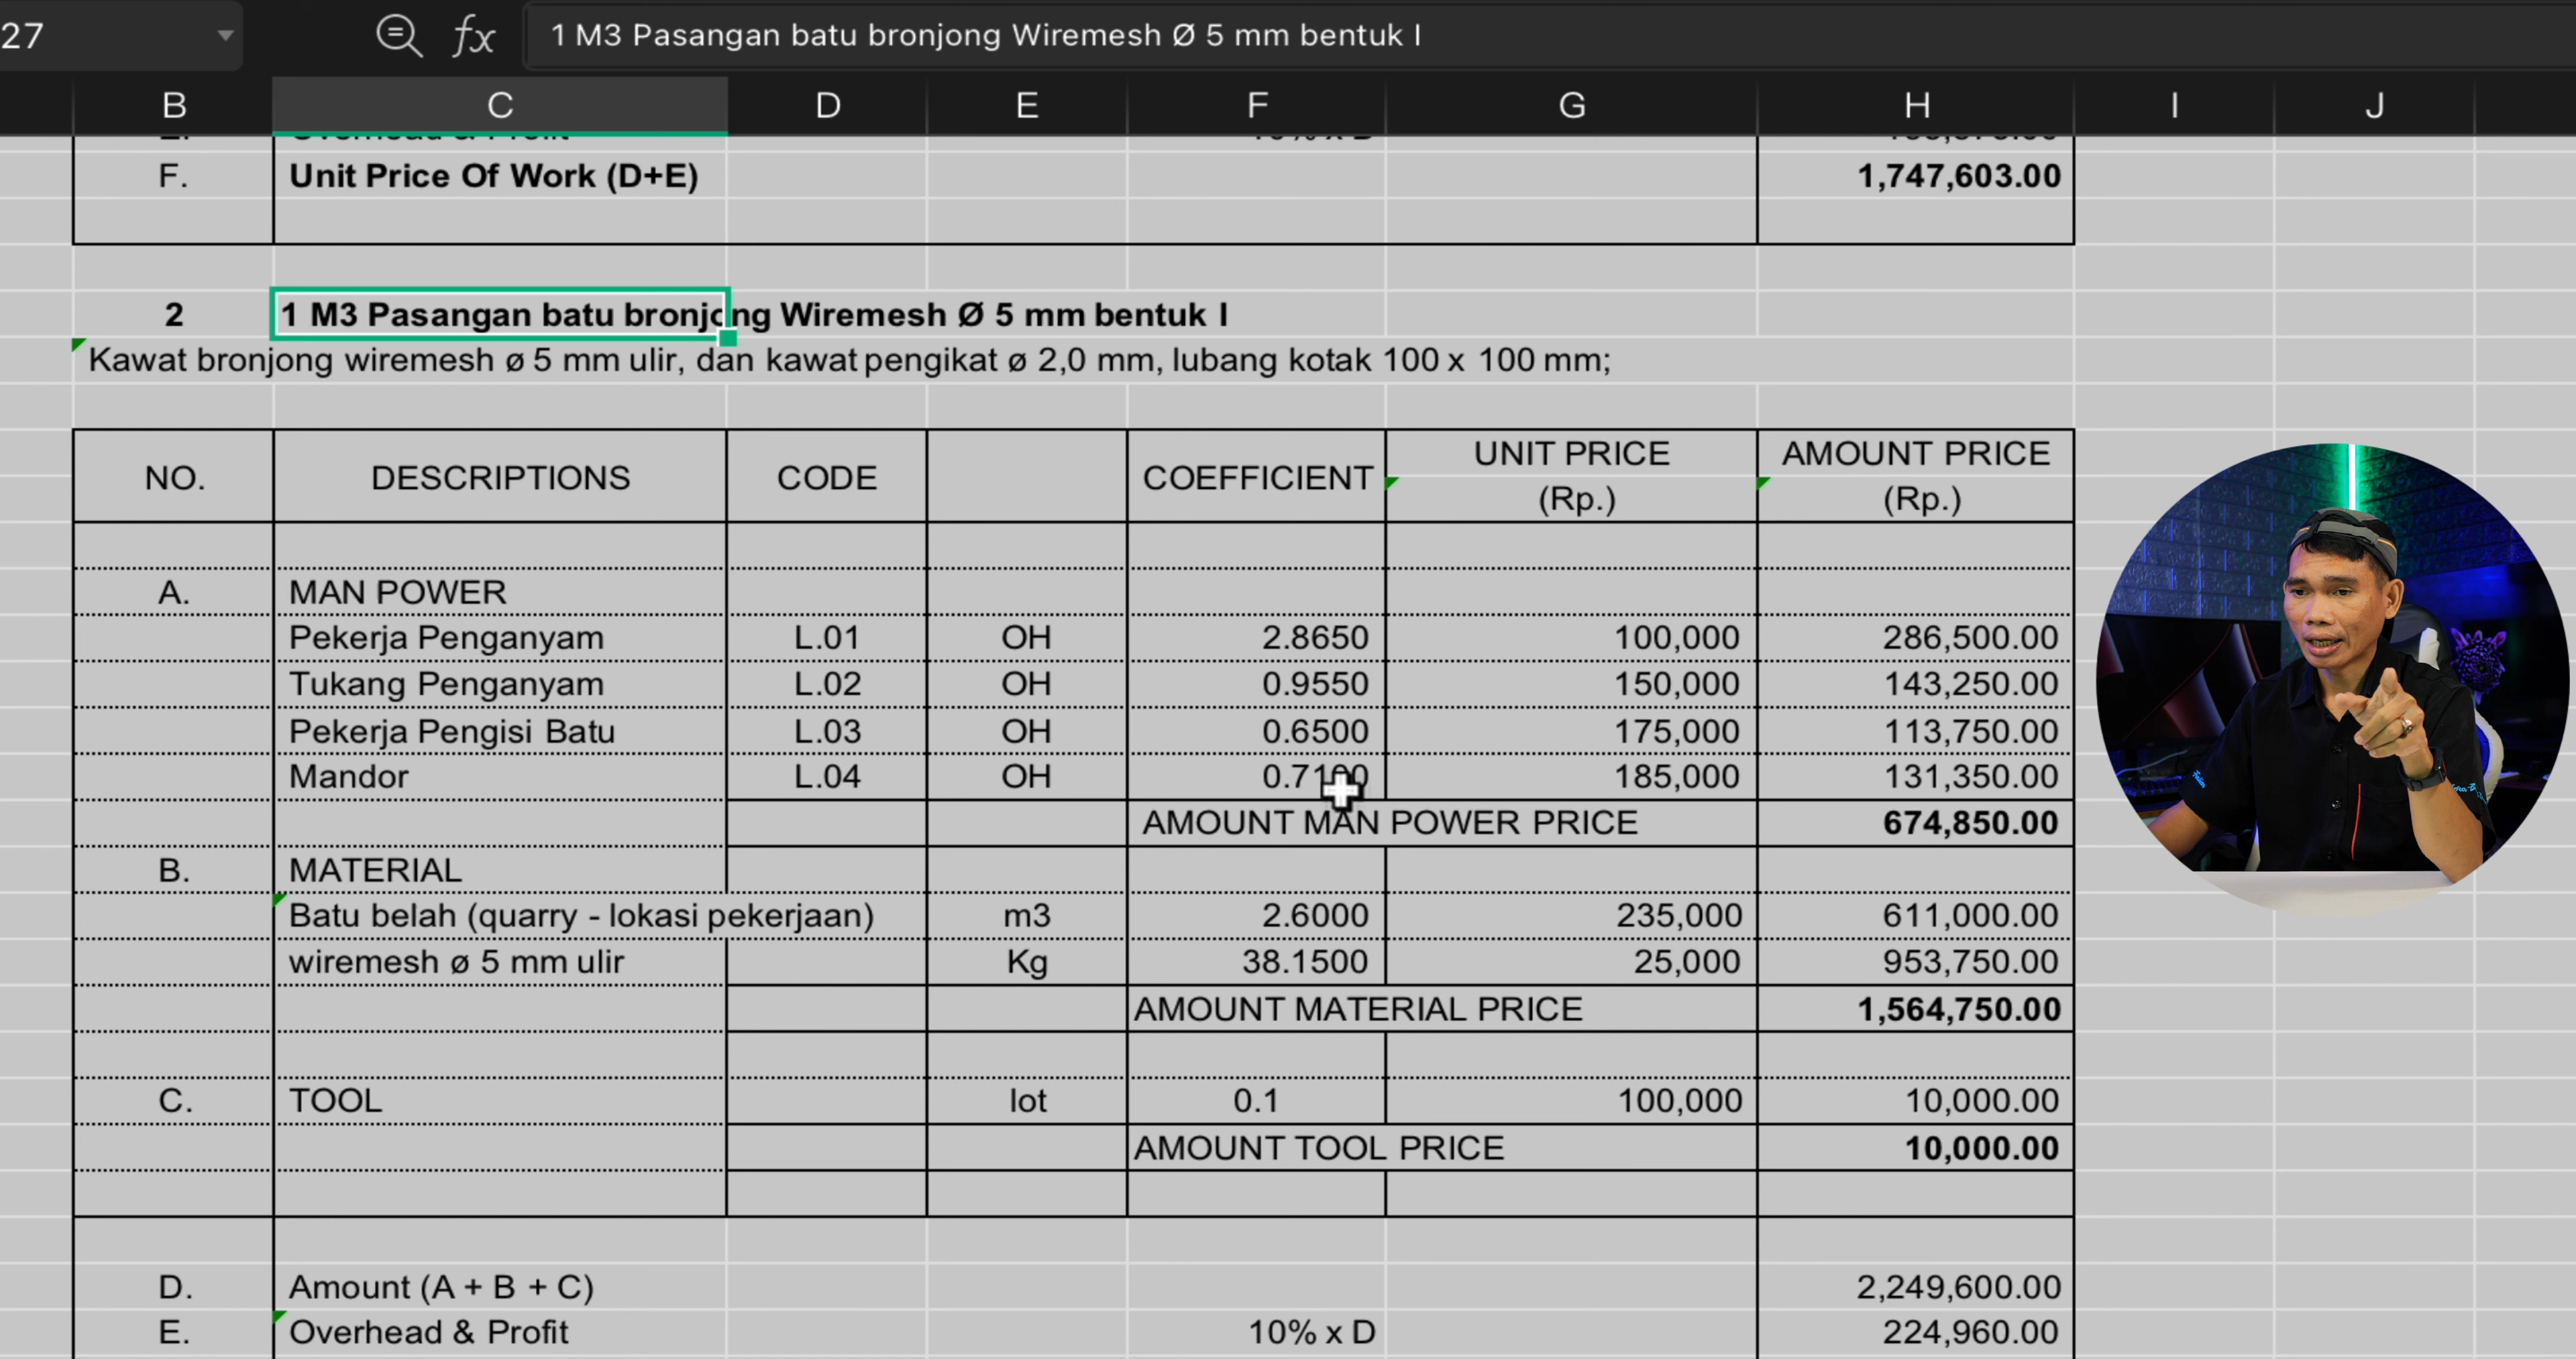 27 fx 1 M3 Pasangan batu bronjong Wiremesh Ø 5 mm bentuk I
B C D E F G H I J
F. Unit Price Of Work (D+E) 1,747,603.00
2 1 M3 Pasangan batu bronjong Wiremesh Ø 5 mm bentuk I
Kawat bronjong wiremesh ø 5 mm ulir, dan kawat pengikat ø 2,0 mm, lubang kotak 100 x 100 mm;
NO. DESCRIPTIONS CODE COEFFICIENT UNIT PRICE (Rp.) AMOUNT PRICE (Rp.)
A. MAN POWER
Pekerja Penganyam L.01 OH 2.8650 100,000 286,500.00
Tukang Penganyam L.02 OH 0.9550 150,000 143,250.00
Pekerja Pengisi Batu L.03 OH 0.6500 175,000 113,750.00
Mandor L.04 OH 0.7100 185,000 131,350.00
AMOUNT MAN POWER PRICE 674,850.00
B. MATERIAL
Batu belah (quarry - lokasi pekerjaan) m3 2.6000 235,000 611,000.00
wiremesh ø 5 mm ulir Kg 38.1500 25,000 953,750.00
AMOUNT MATERIAL PRICE 1,564,750.00
C. TOOL lot 0.1 100,000 10,000.00
AMOUNT TOOL PRICE 10,000.00
D. Amount (A + B + C) 2,249,600.00
E. Overhead & Profit 10% x D 224,960.00